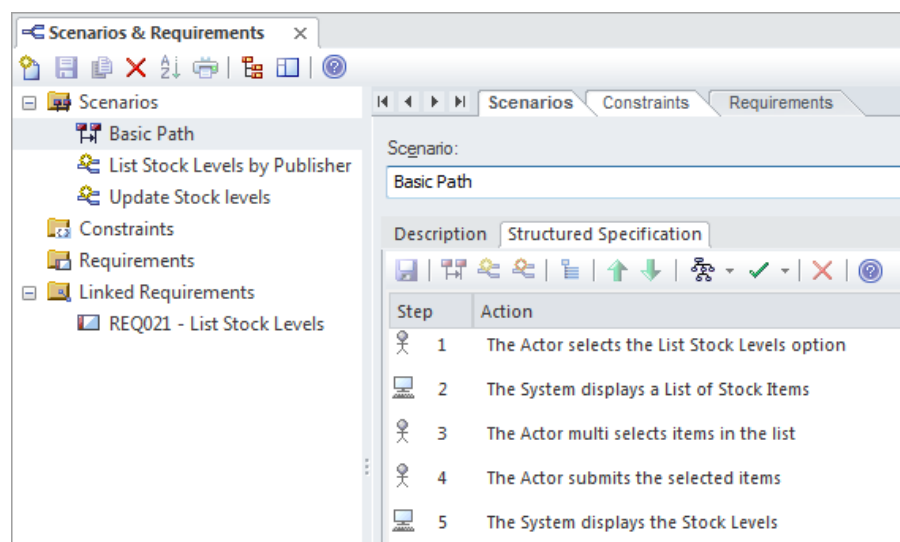 Scenarios & Requirements
Scenarios
Basic Path
List Stock Levels by Publisher
Update Stock levels
Constraints
Requirements
Linked Requirements
REQ021 - List Stock Levels
Scenarios Constraints Requirements
Scenario:
Basic Path
Description Structured Specification
Step Action
1 The Actor selects the List Stock Levels option
2 The System displays a List of Stock Items
3 The Actor multi selects items in the list
4 The Actor submits the selected items
5 The System displays the Stock Levels